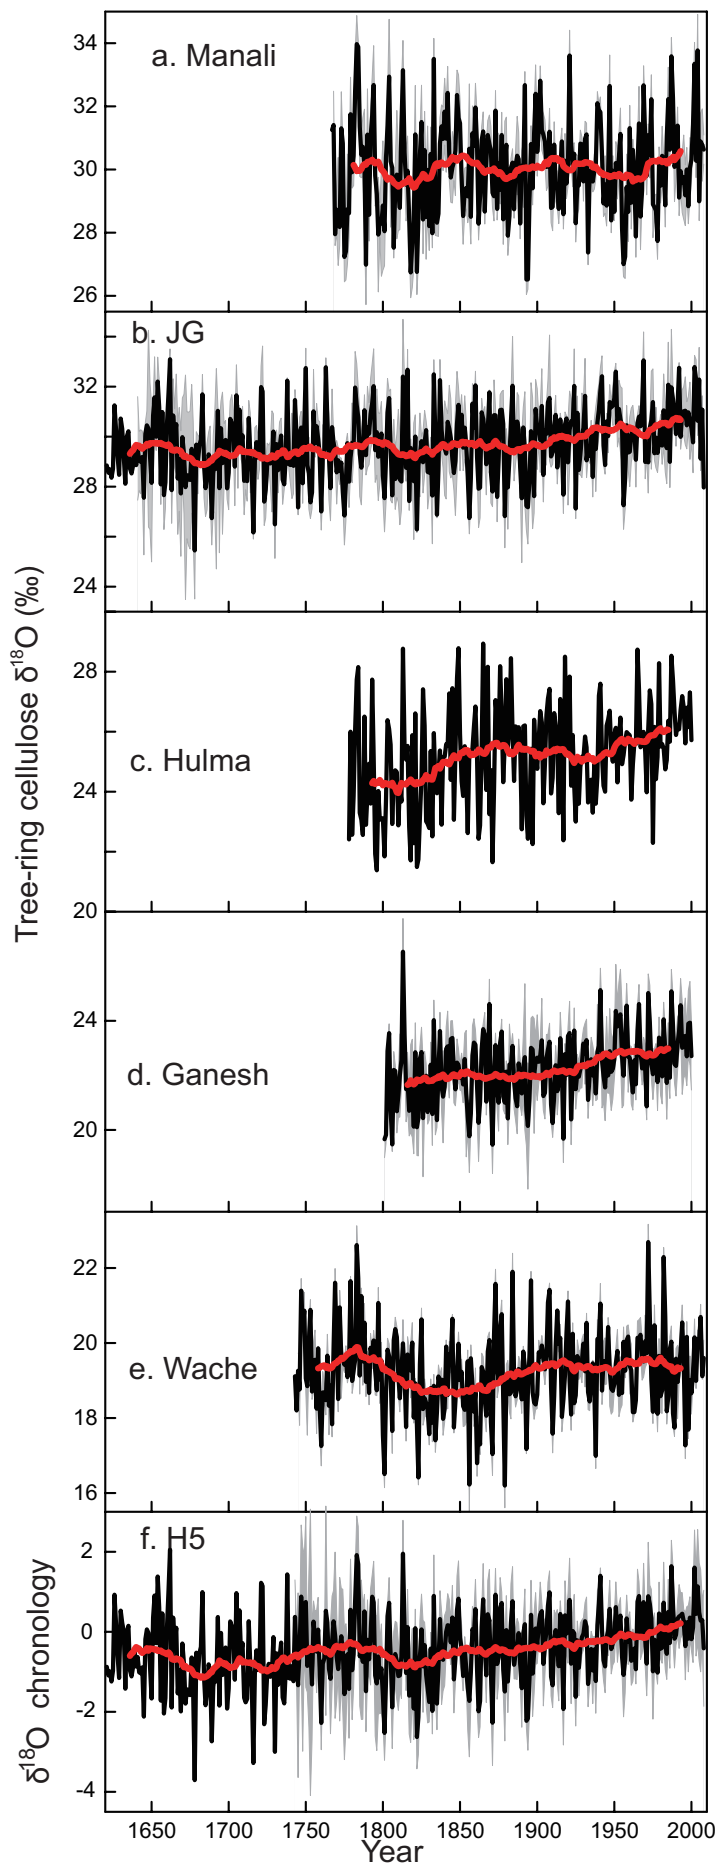 a. Manali
34
32
30
28
26
b. JG
32
28
24
c. Hulma
28
24
20
d. Ganesh
24
20
e. Wache
22
20
18
16
f. H5
2
0
-2
-4
Tree-ring cellulose δ¹⁸O (‰)
δ¹⁸O chronology
1650 1700 1750 1800 1850 1900 1950 2000
Year